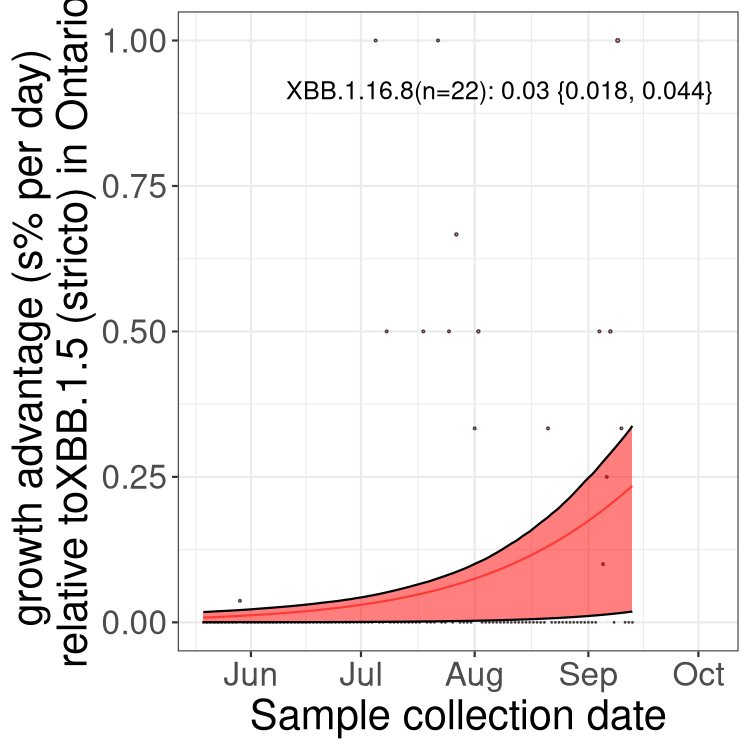 growth advantage (s% per day)
relative toXBB.1.5 (stricto) in Ontario
1.00
0.75
0.50
0.25
0.00
XBB.1.16.8(n=22): 0.03 {0.018, 0.044}
Jun Jul Aug Sep Oct
Sample collection date